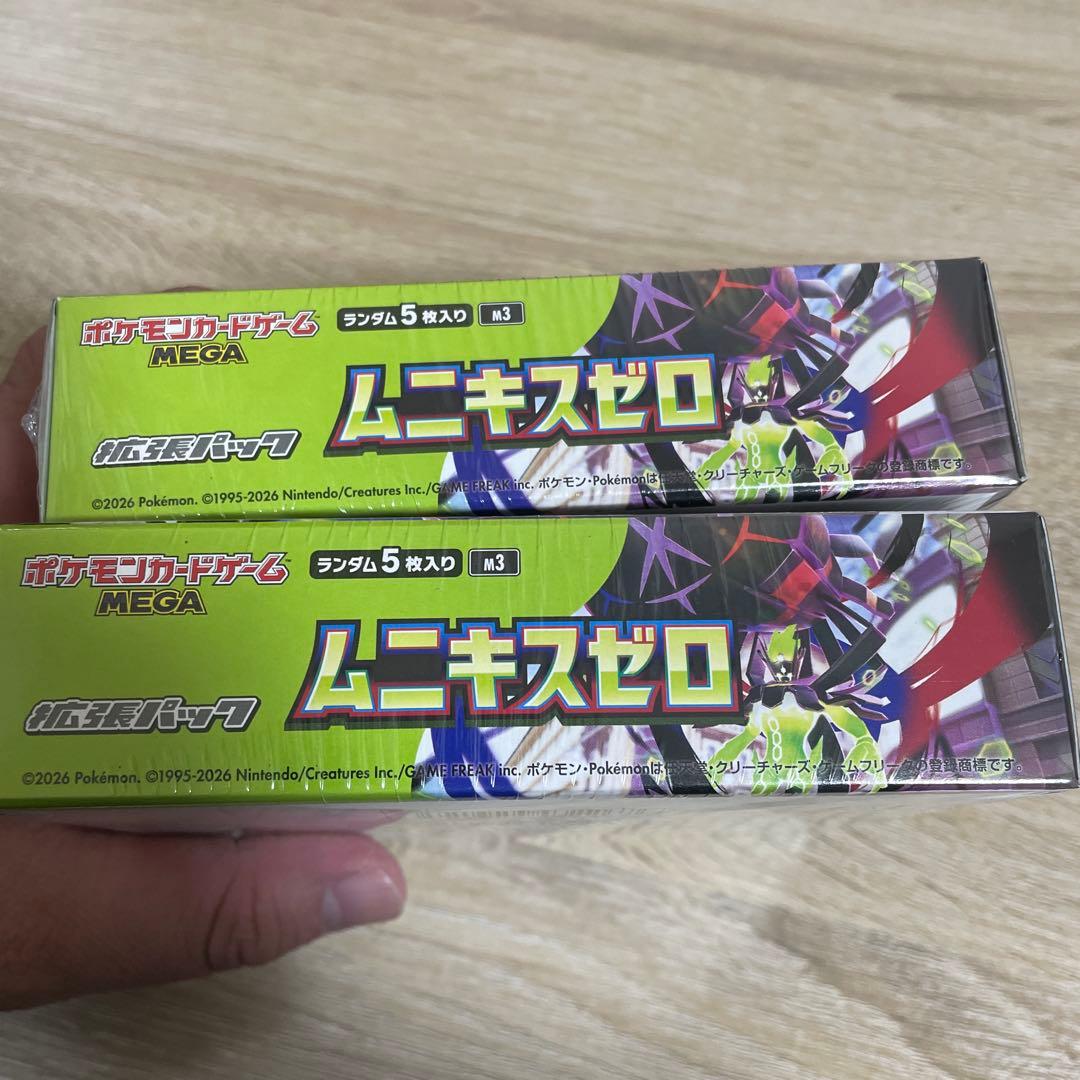 ポケモンカードゲーム
MEGA
ランダム5枚入り M3
ムニキスゼロ
拡張パック
©2026 Pokémon. ©1995-2026 Nintendo/Creatures Inc./GAME FREAK inc. ポケモン・Pokémonは任天堂・クリーチャーズ・ゲームフリークの登録商標です。
ポケモンカードゲーム
MEGA
ランダム5枚入り M3
ムニキスゼロ
拡張パック
©2026 Pokémon. ©1995-2026 Nintendo/Creatures Inc./GAME FREAK inc. ポケモン・Pokémonは任天堂・クリーチャーズ・ゲームフリークの登録商標です。